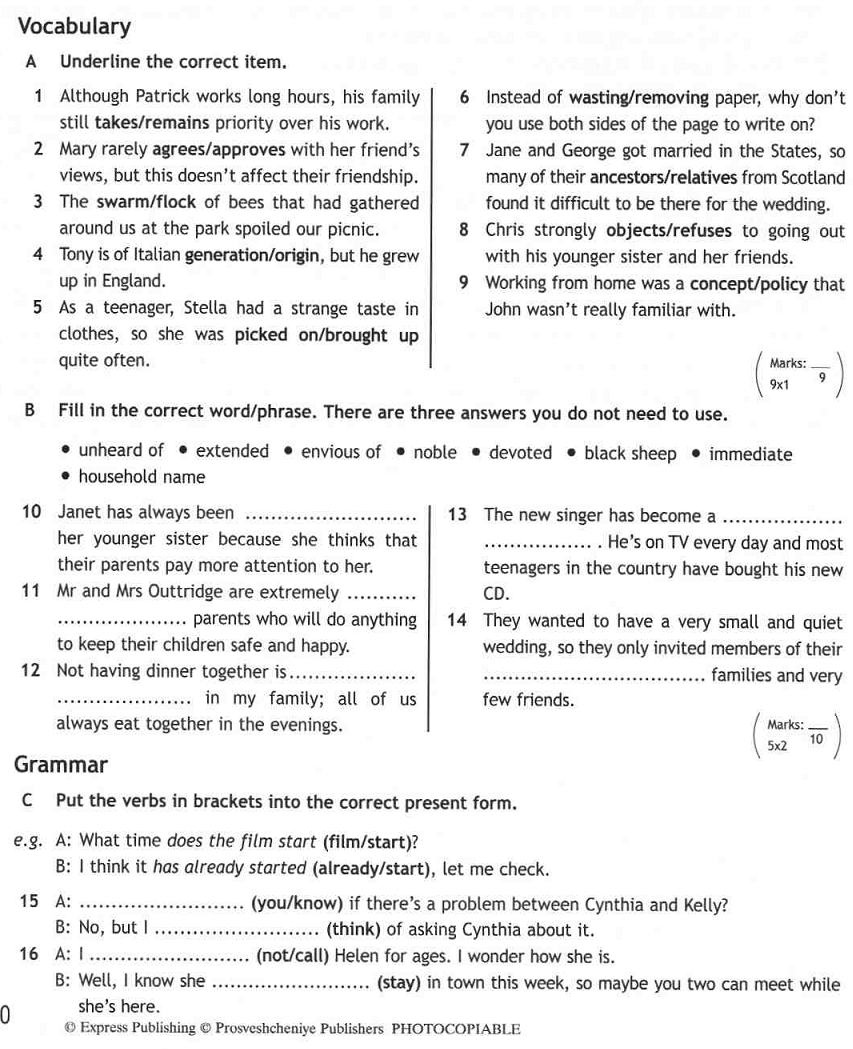 Vocabulary
A Underline the correct item.
1 Although Patrick works long hours, his family
still takes/remains priority over his work.
2 Mary rarely agrees/approves with her friend's
views, but this doesn't affect their friendship.
3 The swarm/flock of bees that had gathered
around us at the park spoiled our picnic.
4 Tony is of Italian generation/origin, but he grew
up in England.
5 As a teenager, Stella had a strange taste in
clothes, so she was picked on/brought up
quite often.
6 Instead of wasting/removing paper, why don't
you use both sides of the page to write on?
7 Jane and George got married in the States, so
many of their ancestors/relatives from Scotland
found it difficult to be there for the wedding.
8 Chris strongly objects/refuses to going out
with his younger sister and her friends.
9 Working from home was a concept/policy that
John wasn't really familiar with.
Marks: __
9x1 9
B Fill in the correct word/phrase. There are three answers you do not need to use.
• unheard of • extended • envious of • noble • devoted • black sheep • immediate
• household name
10 Janet has always been ...........................
her younger sister because she thinks that
their parents pay more attention to her.
11 Mr and Mrs Outtridge are extremely ...........
.................... parents who will do anything
to keep their children safe and happy.
12 Not having dinner together is....................
..................... in my family; all of us
always eat together in the evenings.
13 The new singer has become a ...................
................. . He's on TV every day and most
teenagers in the country have bought his new
CD.
14 They wanted to have a very small and quiet
wedding, so they only invited members of their
................................... families and very
few friends.
Marks: __
5x2 10
Grammar
C Put the verbs in brackets into the correct present form.
e.g. A: What time does the film start (film/start)?
B: I think it has already started (already/start), let me check.
15 A: .......................... (you/know) if there's a problem between Cynthia and Kelly?
B: No, but I .......................... (think) of asking Cynthia about it.
16 A: I ......................... (not/call) Helen for ages. I wonder how she is.
B: Well, I know she ......................... (stay) in town this week, so maybe you two can meet while
she's here.
0
© Express Publishing © Prosveshcheniye Publishers PHOTOCOPIABLE